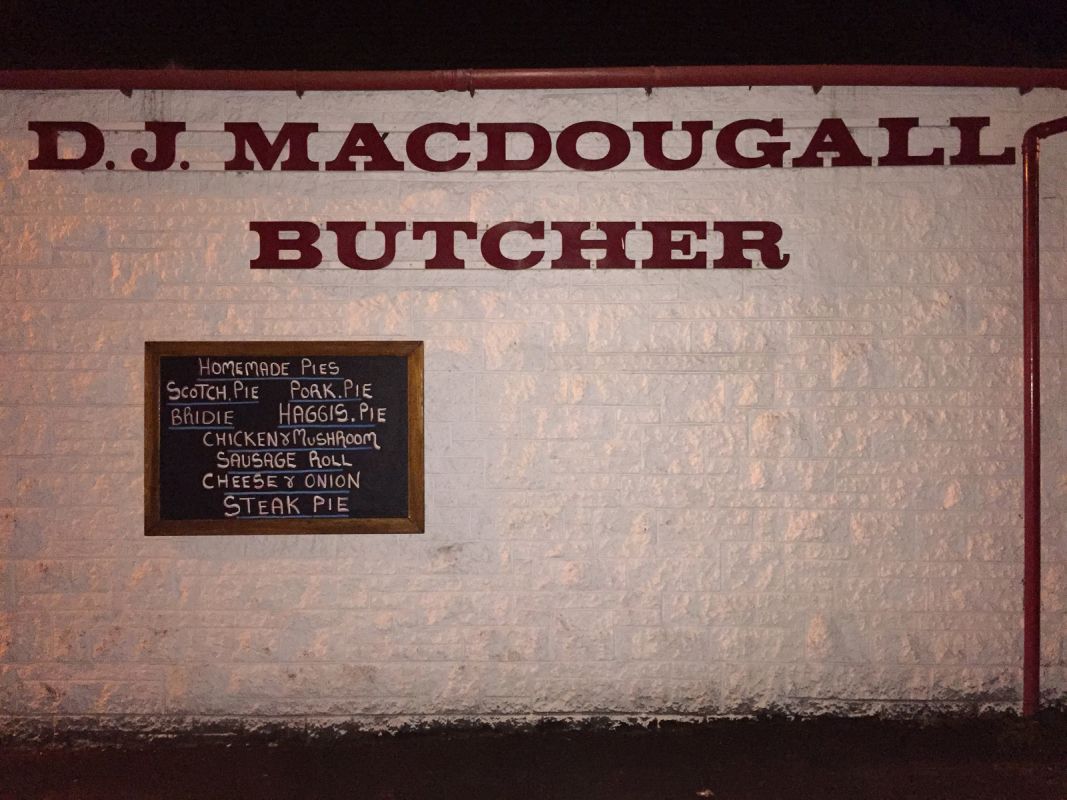 D.J. MACDOUGALL
BUTCHER
HOMEMADE PIES
SCOTCH.PIE PORK.PIE
BRIDIE HAGGIS.PIE
CHICKEN & MUSHROOM
SAUSAGE ROLL
CHEESE & ONION
STEAK PIE